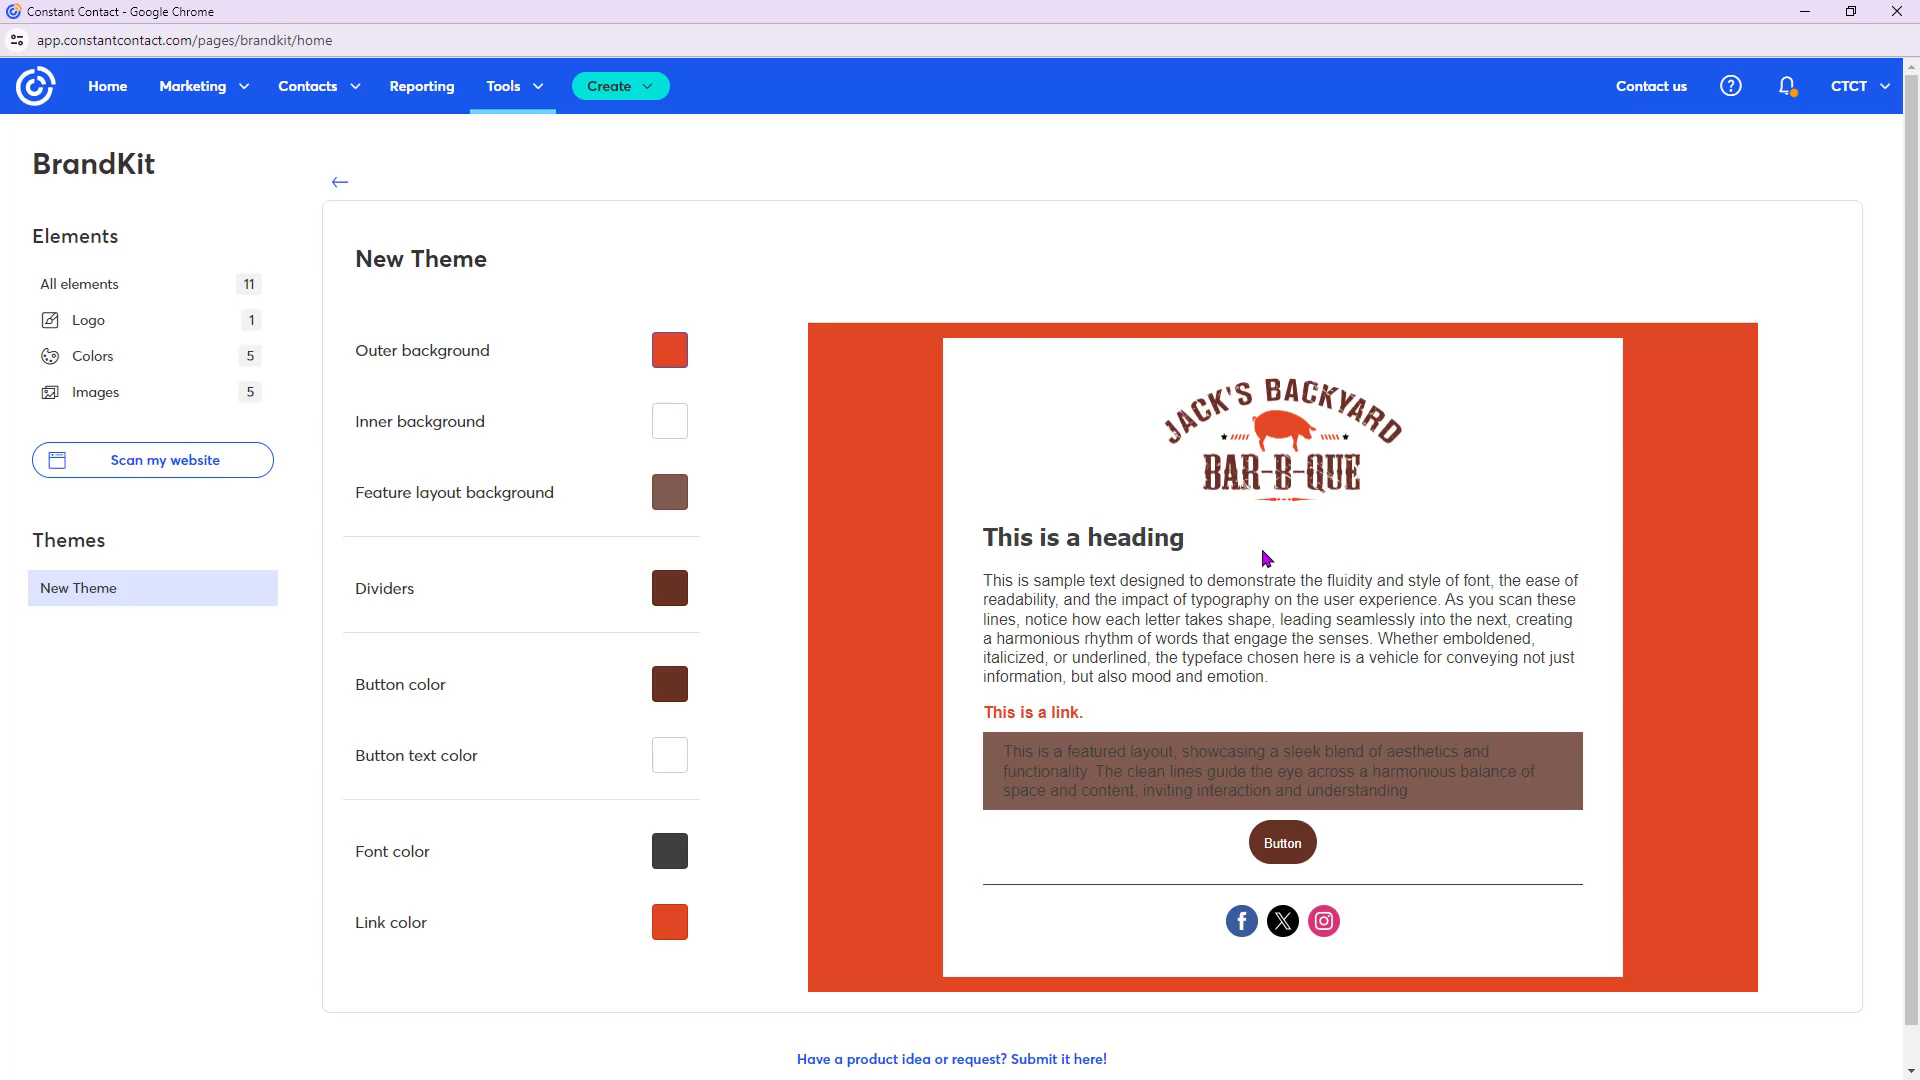 Constant Contact - Google Chrome
app.constantcontact.com/pages/brandkit/home
Home Marketing Contacts Reporting Tools Create Contact us CTCT
BrandKit
Elements
All elements 11
Logo 1
Colors 5
Images 5
Scan my website
Themes
New Theme
New Theme
Outer background
Inner background
Feature layout background
Dividers
Button color
Button text color
Font color
Link color
JACK'S BACKYARD
BAR-B-QUE
This is a heading
This is sample text designed to demonstrate the fluidity and style of font, the ease of
readability, and the impact of typography on the user experience. As you scan these
lines, notice how each letter takes shape, leading seamlessly into the next, creating
a harmonious rhythm of words that engage the senses. Whether emboldened,
italicized, or underlined, the typeface chosen here is a vehicle for conveying not just
information, but also mood and emotion.
This is a link.
This is a featured layout, showcasing a sleek blend of aesthetics and
functionality. The clean lines guide the eye across a harmonious balance of
space and content, inviting interaction and understanding.
Button
Have a product idea or request? Submit it here!